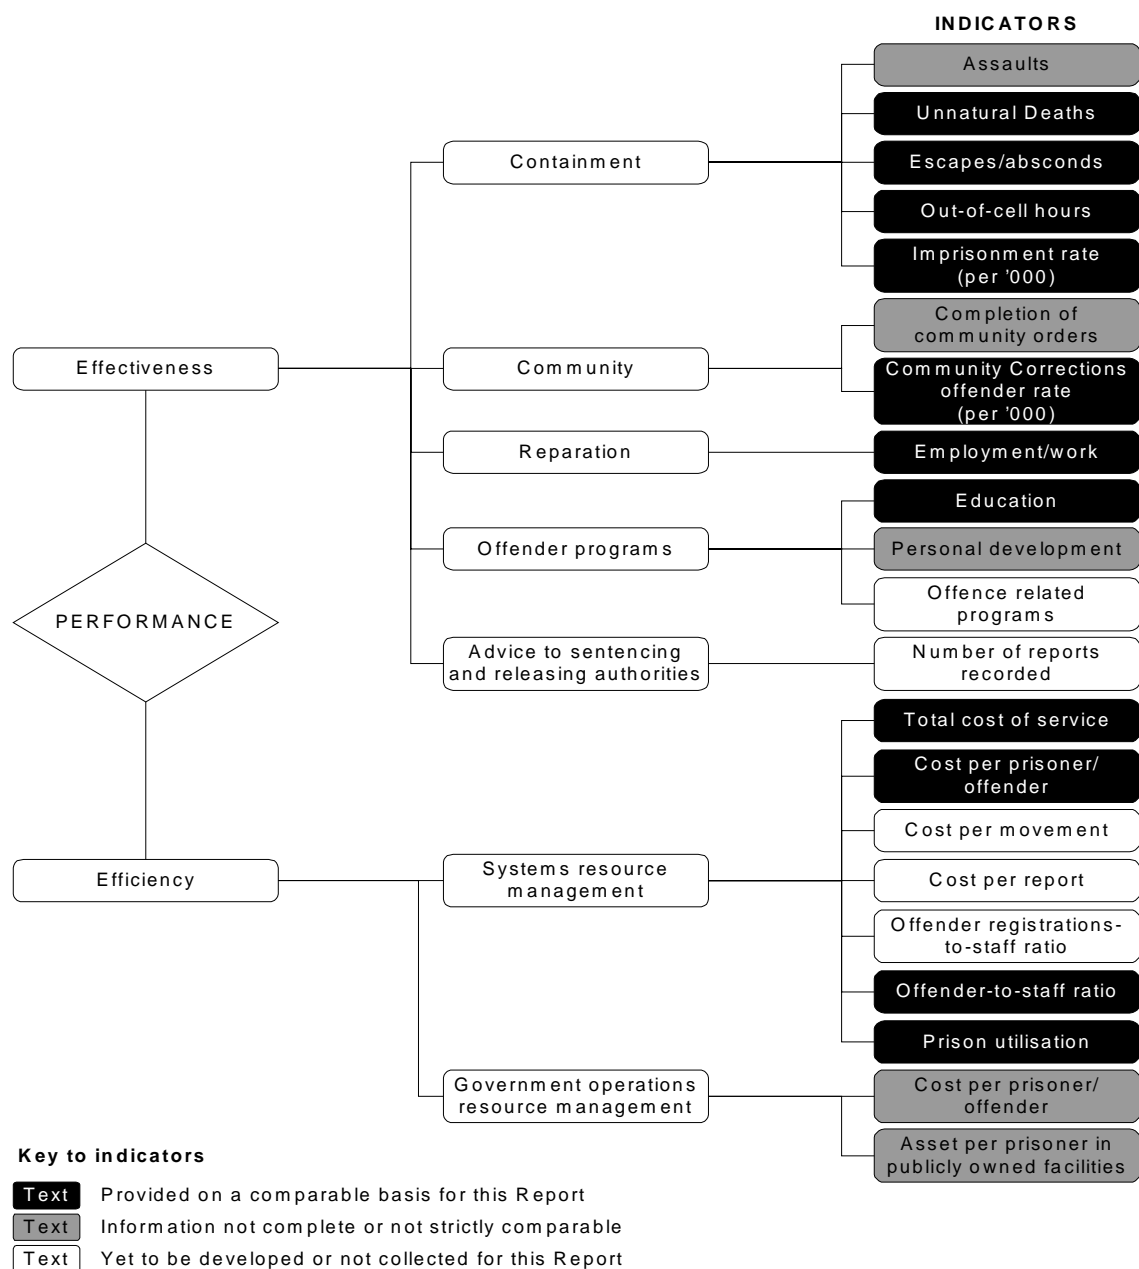 INDICATORS
Assaults
Unnatural Deaths
Containment
Escapes/absconds
Out-of-cell hours
Imprisonment rate
(per '000)
Completion of
community orders
Effectiveness
Community
Community Corrections
offender rate
(per '000)
Reparation
Employment/work
Education
Offender programs
Personal development
Offence related
programs
PERFORMANCE
Advice to sentencing
and releasing authorities
Number of reports
recorded
Total cost of service
Cost per prisoner/
offender
Cost per movement
Efficiency
Systems resource
management
Cost per report
Offender registrations-
to-staff ratio
Offender-to-staff ratio
Prison utilisation
Government operations
resource management
Cost per prisoner/
offender
Asset per prisoner in
publicly owned facilities
Key to indicators
Text Provided on a comparable basis for this Report
Text Information not complete or not strictly comparable
Text Yet to be developed or not collected for this Report